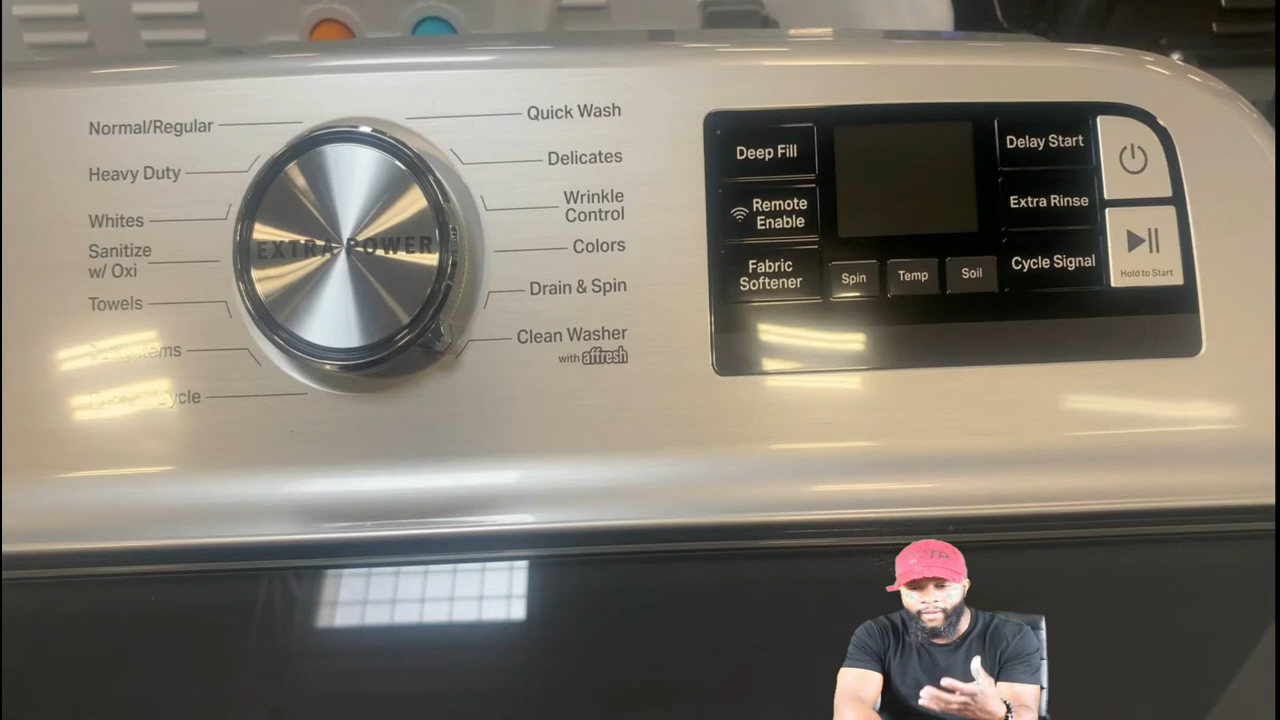 Normal/Regular
Heavy Duty
Whites
Sanitize
w/ Oxi
Towels
EXTRA POWER
Quick Wash
Delicates
Wrinkle
Control
Colors
Drain & Spin
Clean Washer
with affresh
Deep Fill
Remote
Enable
Fabric
Softener
Spin
Temp
Soil
Delay Start
Extra Rinse
Cycle Signal
Hold to Start